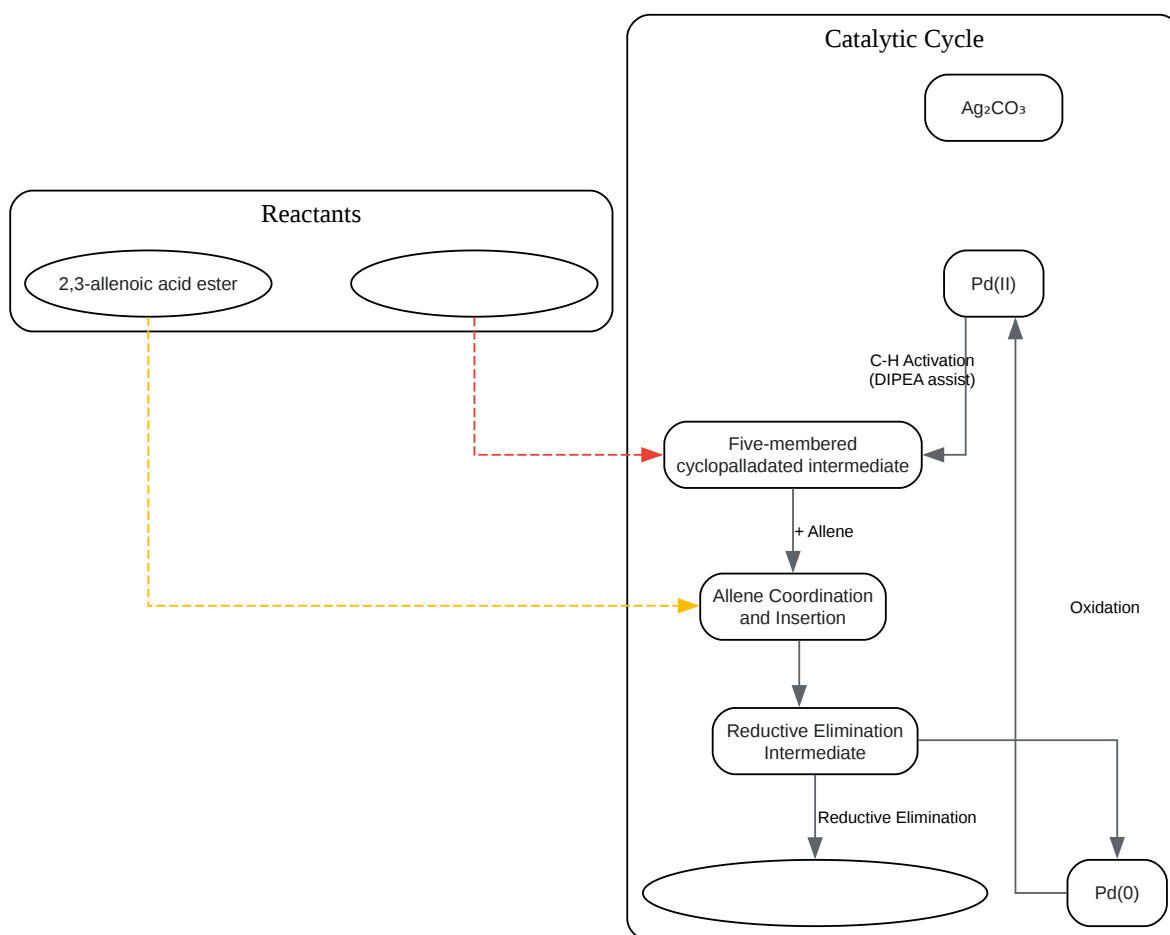 Catalytic Cycle
Ag₂CO₃
Reactants
2,3-allenoic acid ester
Pd(II)
C-H Activation
(DIPEA assist)
Five-membered
cyclopalladated intermediate
+ Allene
Allene Coordination
and Insertion
Oxidation
Reductive Elimination
Intermediate
Reductive Elimination
Pd(0)